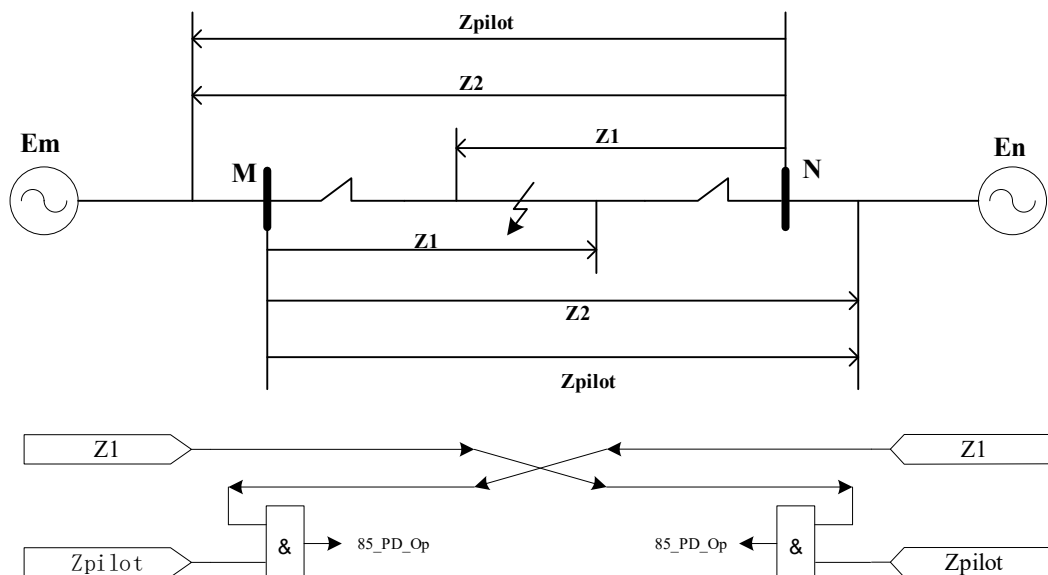 Zpilot
Z2
Z1
Em
M
N
En
Z1
Z2
Zpilot
Z1
Z1
&
85_PD_Op
85_PD_Op
&
Zpilot
Zpilot